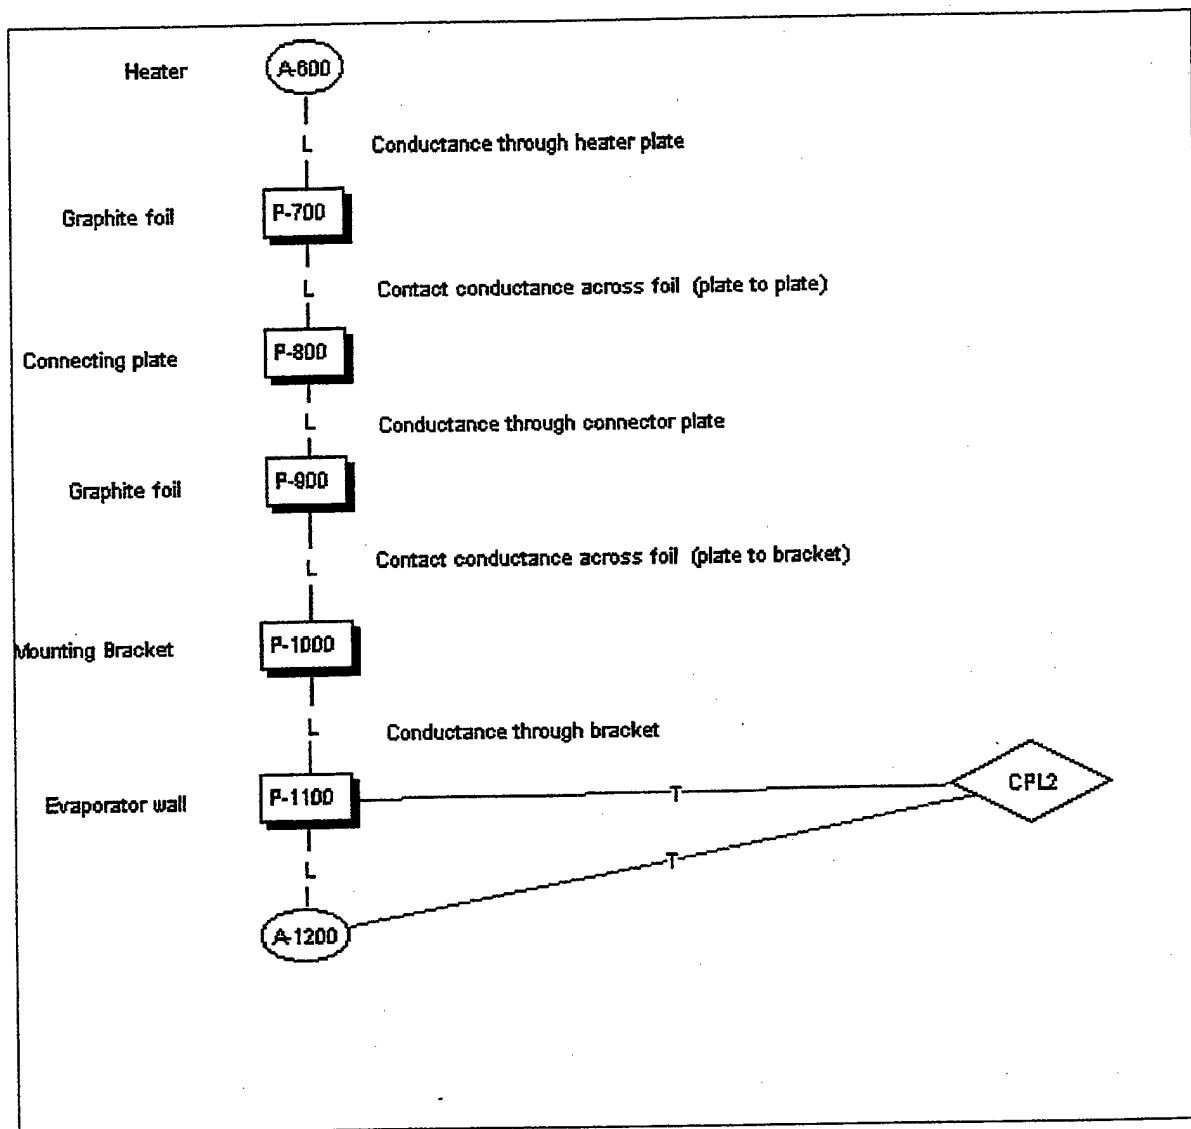 Heater
A-600
L
Conductance through heater plate
Graphite foil
P-700
L
Contact conductance across foil (plate to plate)
Connecting plate
P-800
L
Conductance through connector plate
Graphite foil
P-900
L
Contact conductance across foil (plate to bracket)
Mounting Bracket
P-1000
L
Conductance through bracket
Evaporator wall
P-1100
T
CPL2
L
T
A-1200